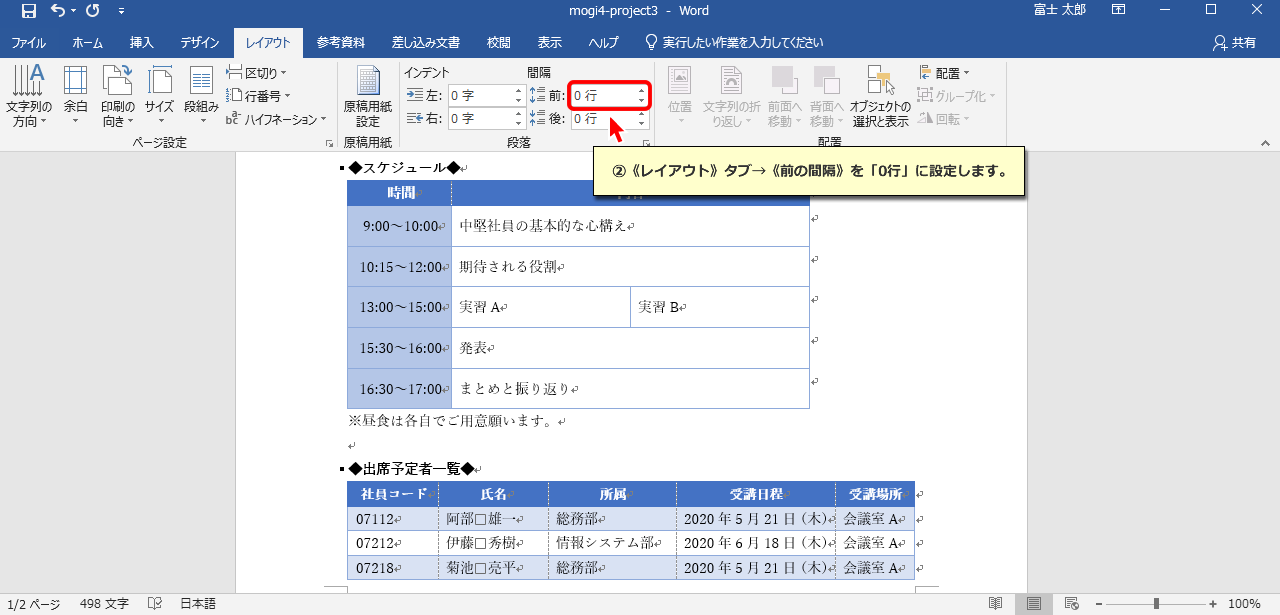 mogi4-project3 - Word
富士 太郎
ファイル ホーム 挿入 デザイン レイアウト 参考資料 差し込み文書 校閲 表示 ヘルプ 実行したい作業を入力してください 共有
文字列の方向
余白
印刷の向き
サイズ
段組み
区切り
行番号
ハイフネーション
ページ設定
原稿用紙設定
原稿用紙
インデント
左: 0 字
右: 0 字
間隔
前: 0 行
後: 0 行
段落
位置
文字列の折り返し
前面へ移動
背面へ移動
オブジェクトの選択と表示
配置
グループ化
回転
配置
②《レイアウト》タブ→《前の間隔》を「0行」に設定します。
◆スケジュール◆
時間
9:00～10:00 中堅社員の基本的な心構え
10:15～12:00 期待される役割
13:00～15:00 実習 A 実習 B
15:30～16:00 発表
16:30～17:00 まとめと振り返り
※昼食は各自でご用意願います。
◆出席予定者一覧◆
社員コード 氏名 所属 受講日程 受講場所
07112 阿部□雄一 総務部 2020 年 5 月 21 日（木） 会議室 A
07212 伊藤□秀樹 情報システム部 2020 年 6 月 18 日（木） 会議室 A
07218 菊池□亮平 総務部 2020 年 5 月 21 日（木） 会議室 A
1/2 ページ 498 文字 日本語 100%